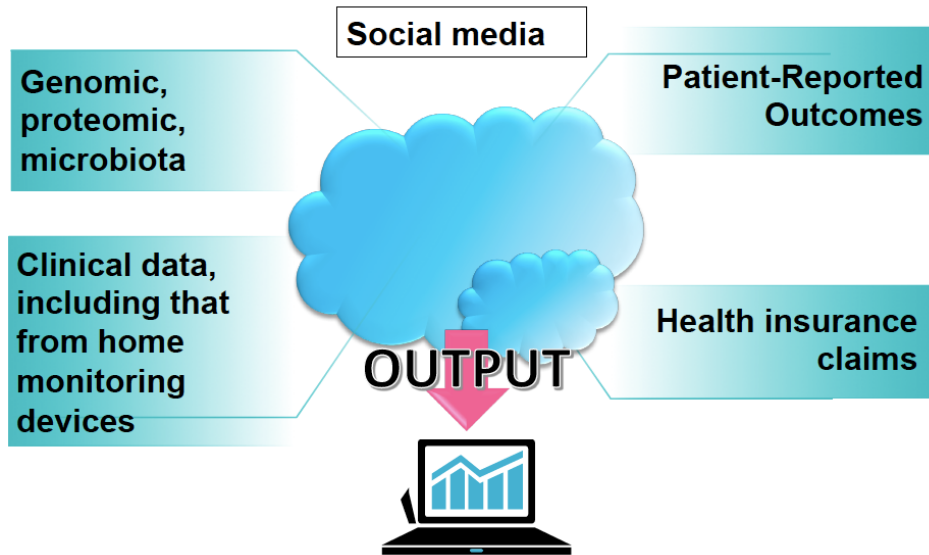 Social media
Genomic,
proteomic,
microbiota
Patient-Reported
Outcomes
Clinical data,
including that
from home
monitoring
devices
Health insurance
claims
OUTPUT